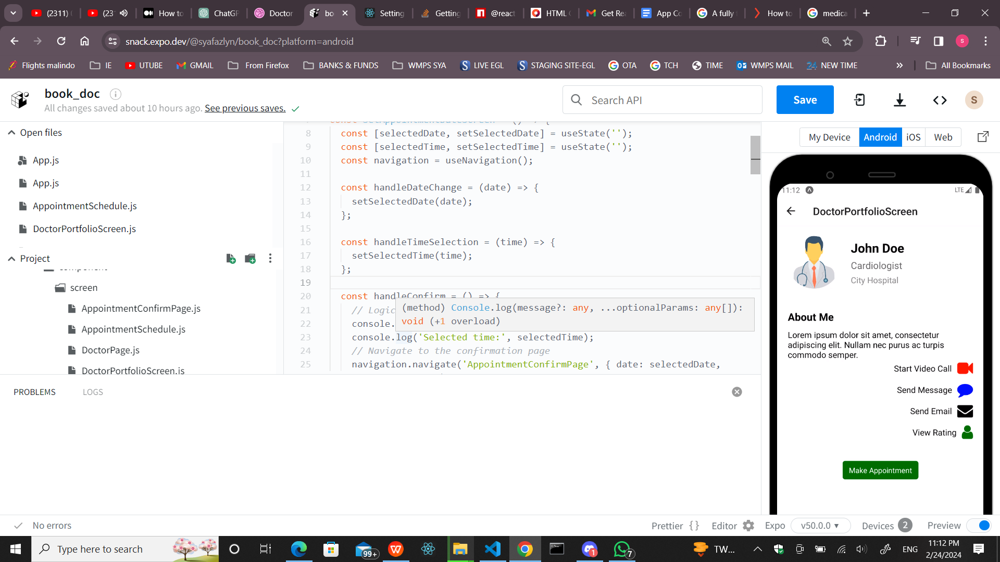 (2311)
(23
How to
ChatGP
Doctor
bo
Setting
Getting
@react
HTML
Get Rea
App Co
A fully
How to
medica
snack.expo.dev/@syafazlyn/book_doc?platform=android
S
Flights malindo
IE
UTUBE
GMAIL
From Firefox
BANKS & FUNDS
WMPS SYA
LIVE EGL
STAGING SITE-EGL
OTA
TCH
TIME
WMPS MAIL
NEW TIME
All Bookmarks
book_doc
All changes saved about 10 hours ago. See previous saves.
Search API
Save
S
Open files
App.js
App.js
AppointmentSchedule.js
DoctorPortfolioScreen.js
Project
component
screen
AppointmentConfirmPage.js
AppointmentSchedule.js
DoctorPage.js
DoctorPortfolioScreen.js
8 const [selectedDate, setSelectedDate] = useState('');
9 const [selectedTime, setSelectedTime] = useState('');
10 const navigation = useNavigation();
11
12 const handleDateChange = (date) => {
13 setSelectedDate(date);
14 };
15
16 const handleTimeSelection = (time) => {
17 setSelectedTime(time);
18 };
19
20 const handleConfirm = () => {
21 // Logic
22 console.
(method) Console.log(message?: any, ...optionalParams: any[]):
void (+1 overload)
23 console.log('Selected time:', selectedTime);
24 // Navigate to the confirmation page
25 navigation.navigate('AppointmentConfirmPage', { date: selectedDate,
My Device
Android
iOS
Web
11:12
LTE
DoctorPortfolioScreen
John Doe
Cardiologist
City Hospital
About Me
Lorem ipsum dolor sit amet, consectetur
adipiscing elit. Nullam nec purus ac turpis
commodo semper.
Start Video Call
Send Message
Send Email
View Rating
Make Appointment
PROBLEMS
LOGS
No errors
Prettier {}
Editor
Expo
v50.0.0 ▾
Devices 2
Preview
Type here to search
99+
1
7
TW...
ENG
11:12 PM
2/24/2024